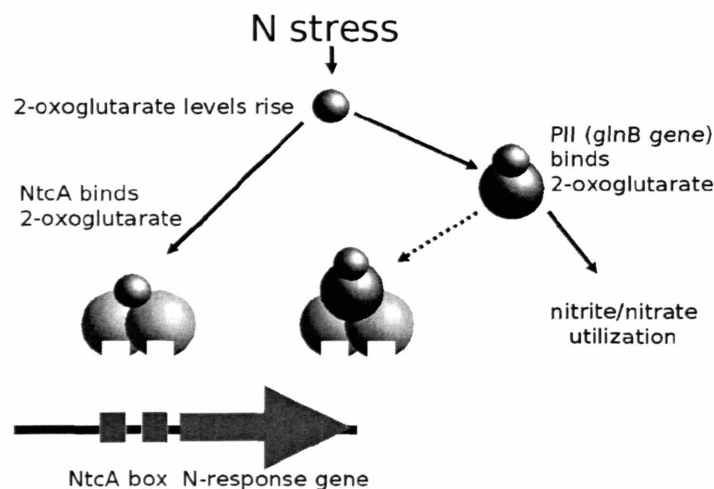 N stress
2-oxoglutarate levels rise
PII (glnB gene)
binds
2-oxoglutarate
NtcA binds
2-oxoglutarate
nitrite/nitrate
utilization
NtcA box N-response gene